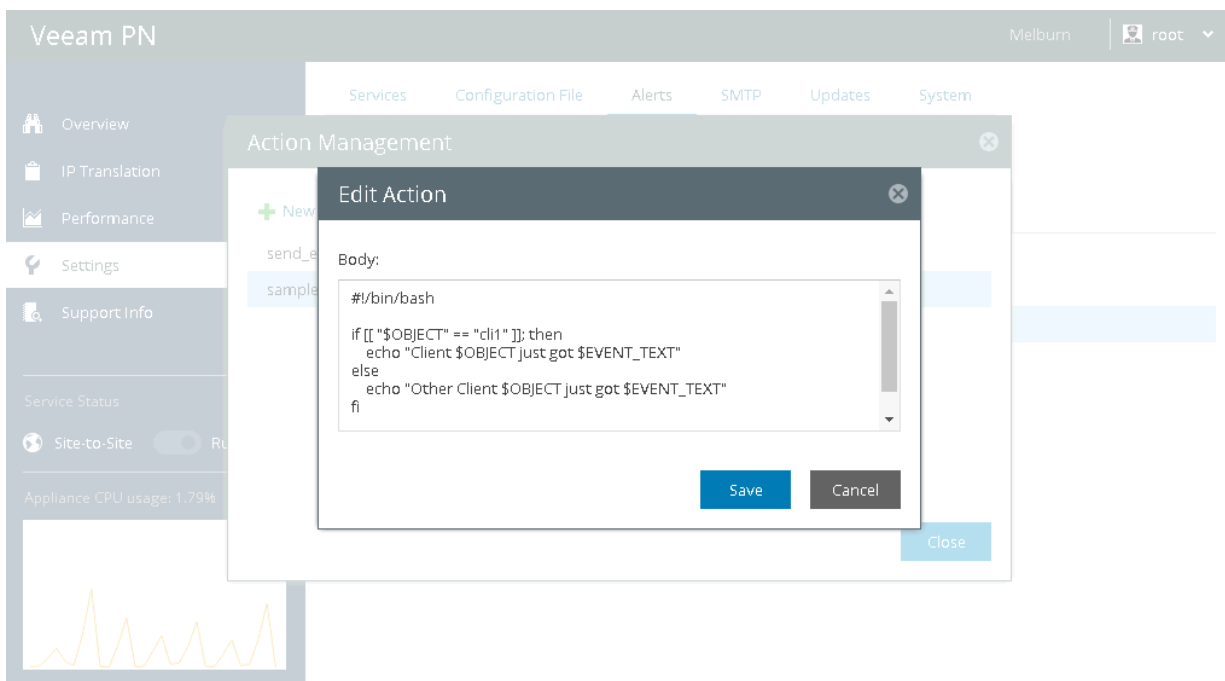 Veeam PN
Melburn
root
Services Configuration File Alerts SMTP Updates System
Overview
IP Translation
Performance
Settings
Support Info
Service Status
Site-to-Site
Appliance CPU usage: 1.79%
Action Management
New
sample
Edit Action
Body:
#!/bin/bash
if [[ "$OBJECT" == "cli1" ]]; then
echo "Client $OBJECT just got $EVENT_TEXT"
else
echo "Other Client $OBJECT just got $EVENT_TEXT"
fi
Save Cancel
Close